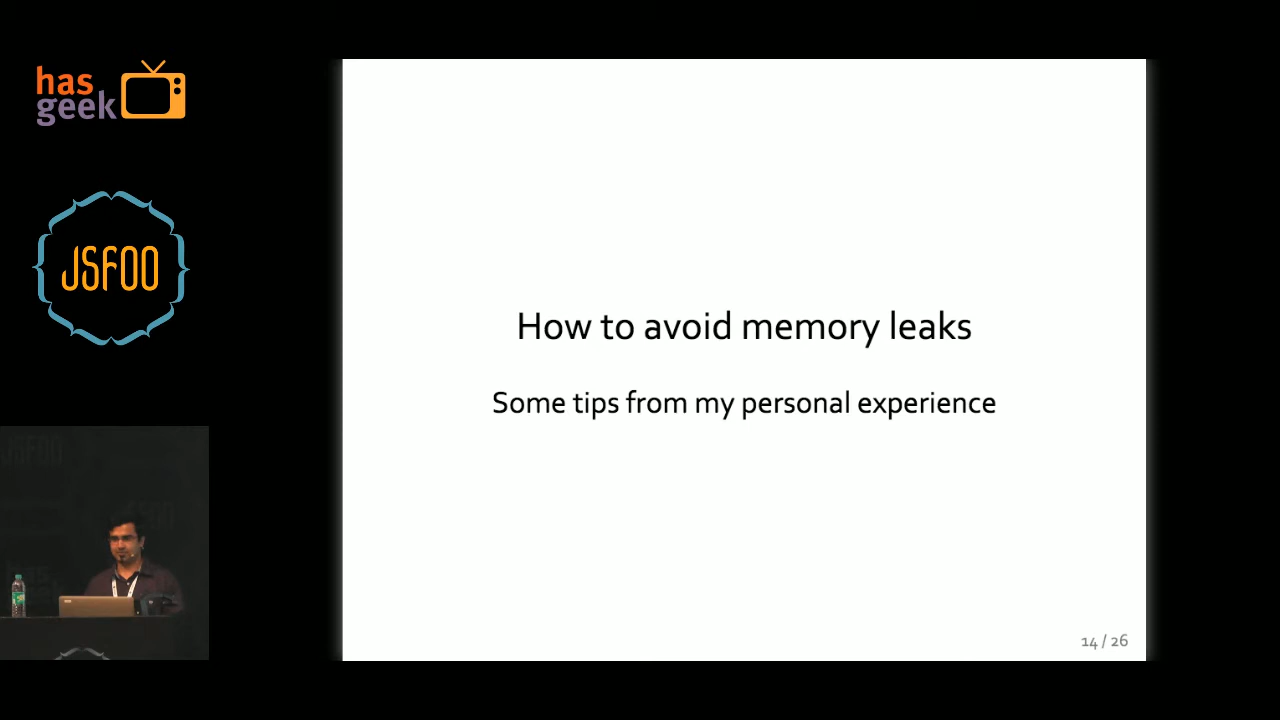 has
geek
JSFOO
How to avoid memory leaks
Some tips from my personal experience
14 / 26